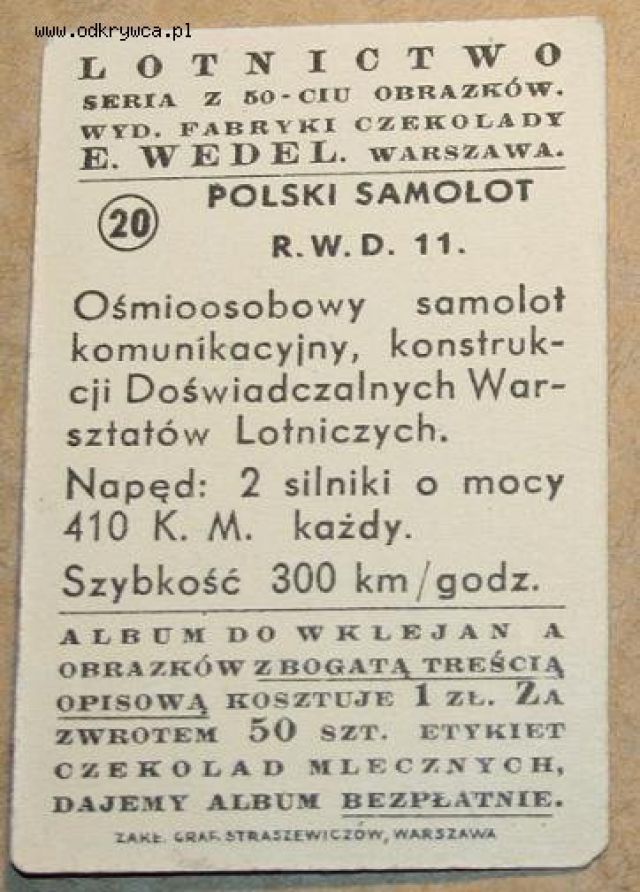 www.odkrywca.pl
LOTNICTWO
SERIA Z 50-CIU OBRAZKÓW.
WYD. FABRYKI CZEKOLADY
E. WEDEL. WARSZAWA.
20 POLSKI SAMOLOT
R. W. D. 11.
Ośmioosobowy samolot
komunikacyjny, konstruk-
cji Doświadczalnych War-
sztatów Lotniczych.
Napęd: 2 silniki o mocy
410 K. M. każdy.
Szybkość 300 km/godz.
ALBUM DO WKLEJAN A
OBRAZKÓW Z BOGATĄ TREŚCIĄ
OPISOWĄ KOSZTUJE 1 ZŁ. ZA
ZWROTEM 50 SZT. ETYKIET
CZEKOLAD MLECZNYCH,
DAJEMY ALBUM BEZPŁATNIE.
ZAKŁ. GRAF. STRASZEWICZÓW, WARSZAWA